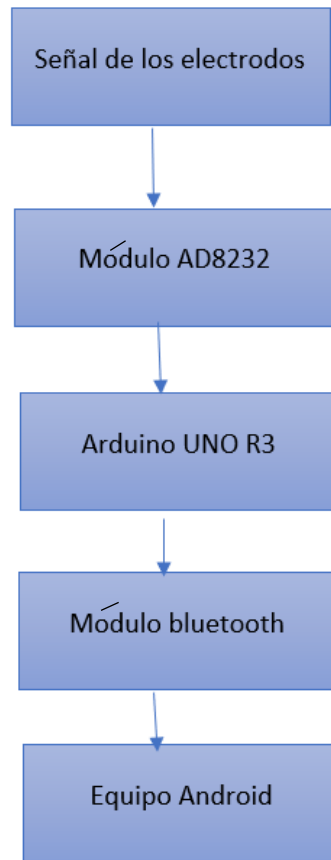 Señal de los electrodos
Módulo AD8232
Arduino UNO R3
Módulo bluetooth
Equipo Android